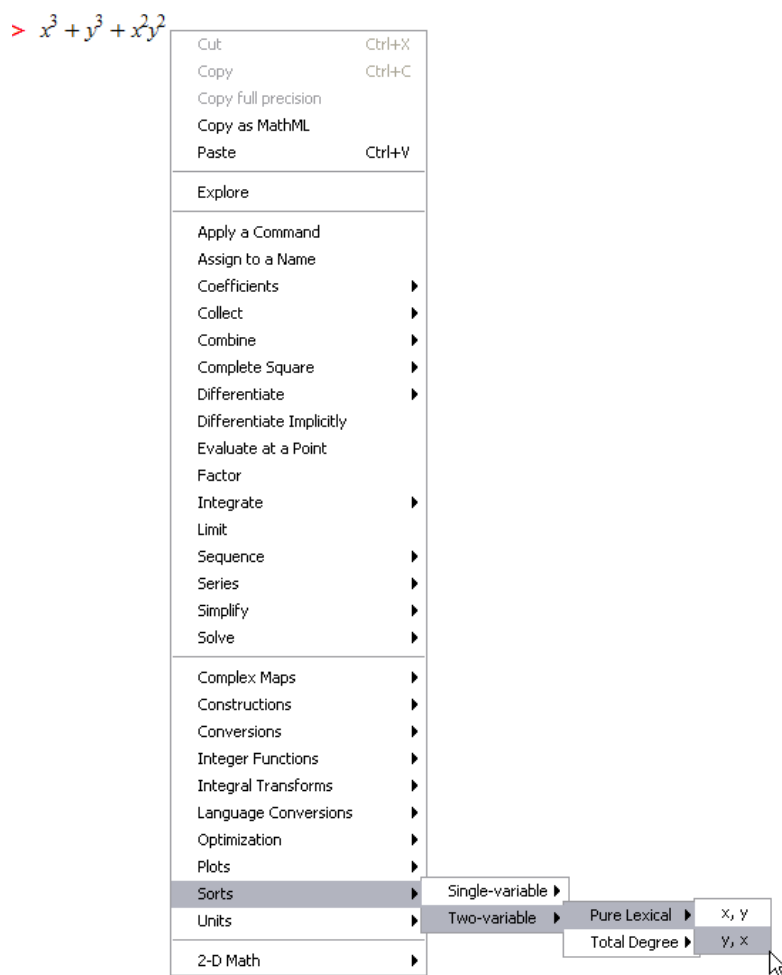 > x³ + y³ + x²y²
Cut Ctrl+X
Copy Ctrl+C
Copy full precision
Copy as MathML
Paste Ctrl+V
Explore
Apply a Command
Assign to a Name
Coefficients
Collect
Combine
Complete Square
Differentiate
Differentiate Implicitly
Evaluate at a Point
Factor
Integrate
Limit
Sequence
Series
Simplify
Solve
Complex Maps
Constructions
Conversions
Integer Functions
Integral Transforms
Language Conversions
Optimization
Plots
Sorts
Units
2-D Math
Single-variable
Two-variable
Pure Lexical
Total Degree
x, y
y, x